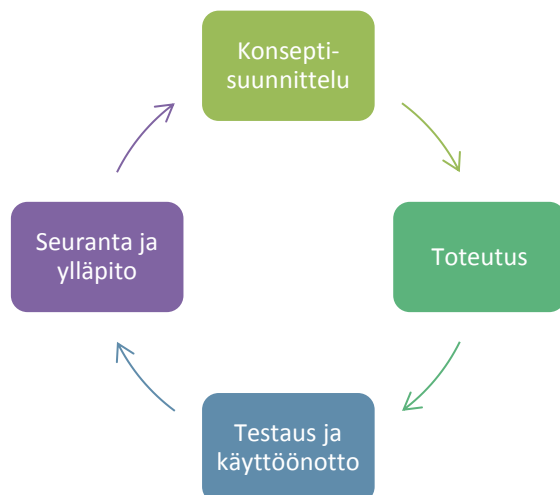 Konsepti-
suunnittelu
Toteutus
Testaus ja
käyttöönotto
Seuranta ja
ylläpito